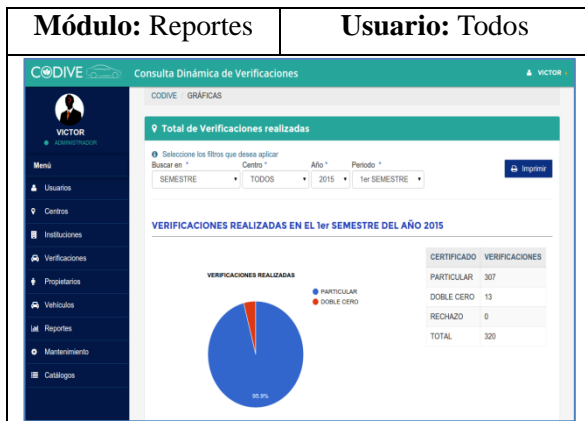 Módulo: Reportes
Usuario: Todos
CODIVE
Consulta Dinámica de Verificaciones
VICTOR
CODIVE / GRÁFICAS
VICTOR
ADMINISTRADOR
Menú
Usuarios
Centros
Instituciones
Verificaciones
Propietarios
Vehículos
Reportes
Mantenimiento
Catálogos
Total de Verificaciones realizadas
Seleccione los filtros que desea aplicar
Buscar en * Centro * Año * Periodo *
SEMESTRE TODOS 2015 1er SEMESTRE
Imprimir
VERIFICACIONES REALIZADAS EN EL 1er SEMESTRE DEL AÑO 2015
VERIFICACIONES REALIZADAS
PARTICULAR
DOBLE CERO
95.9%
CERTIFICADO VERIFICACIONES
PARTICULAR 307
DOBLE CERO 13
RECHAZO 0
TOTAL 320